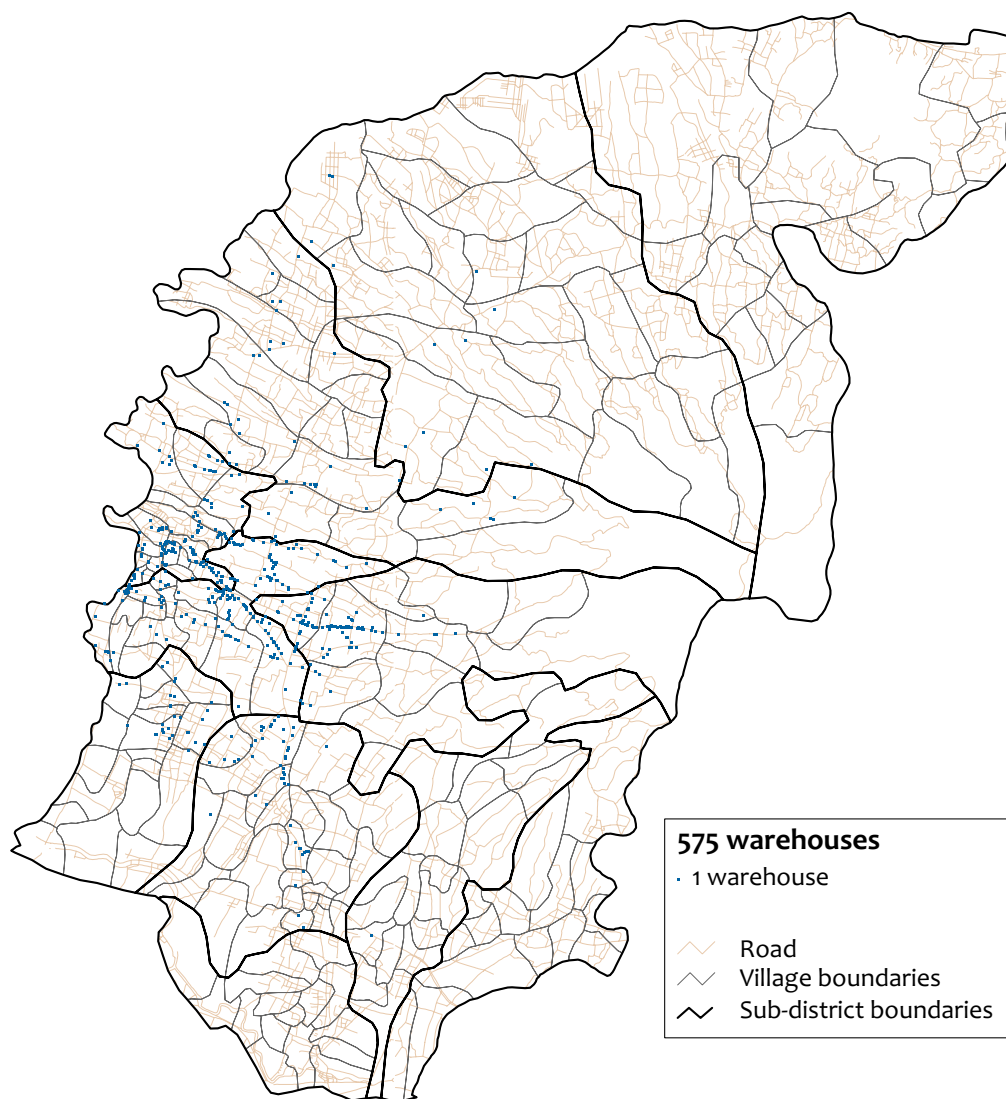 575 warehouses
1 warehouse
Road
Village boundaries
Sub-district boundaries